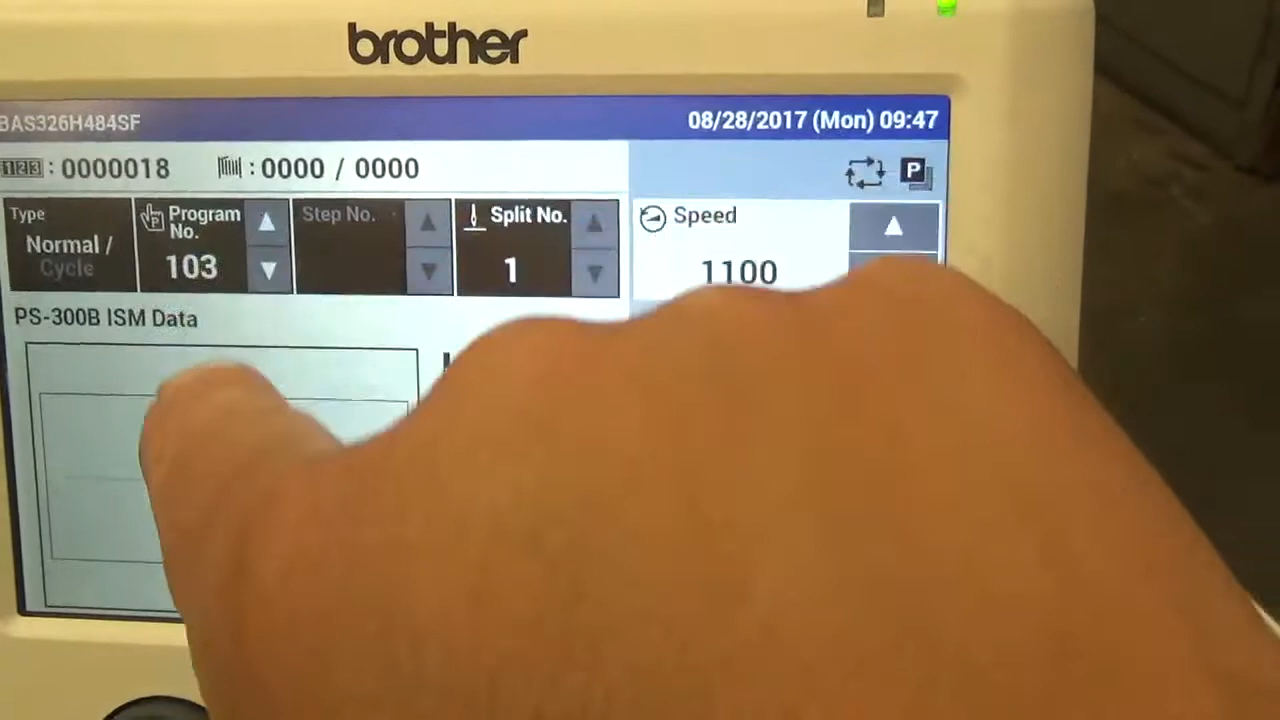 brother
BAS326H484SF 08/28/2017 (Mon) 09:47
123 : 0000018 : 0000 / 0000 P
Type
Normal /
Cycle
P Program
No.
103
Step No.
Split No.
1
Speed
1100
PS-300B ISM Data